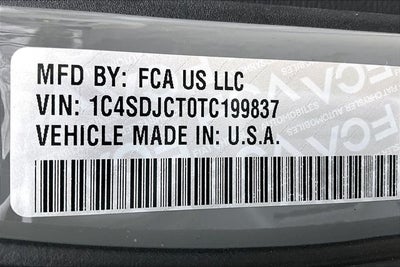 MFD BY: FCA US LLC
VIN: 1C4SDJCT0TC199837
VEHICLE MADE IN: U.S.A.